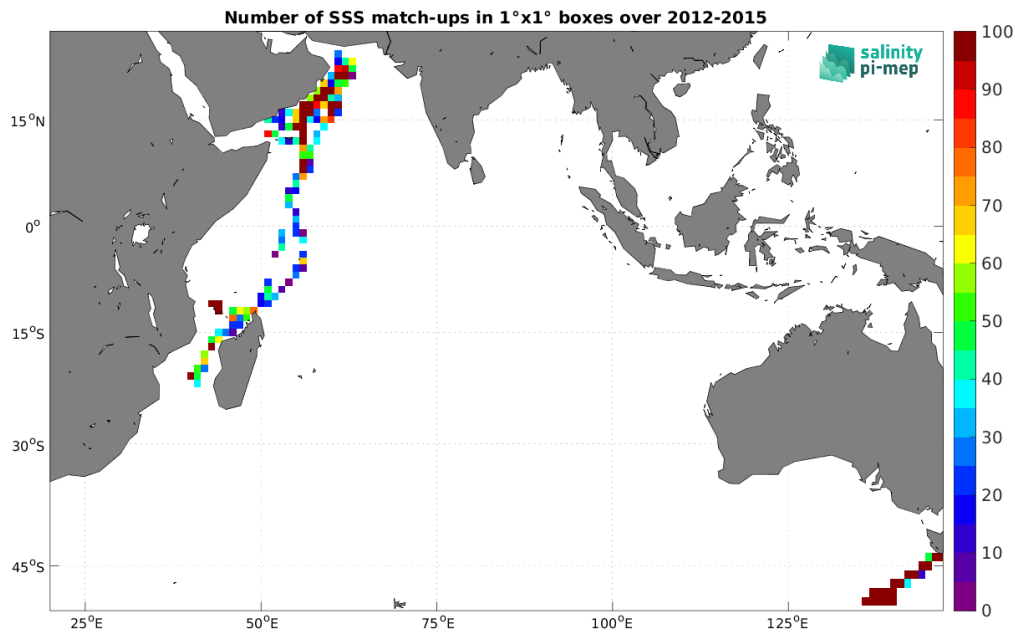 Number of SSS match-ups in 1°x1° boxes over 2012-2015
salinity
pi-mep
15°N
0°
15°S
30°S
45°S
25°E
50°E
75°E
100°E
125°E
100
90
80
70
60
50
40
30
20
10
0